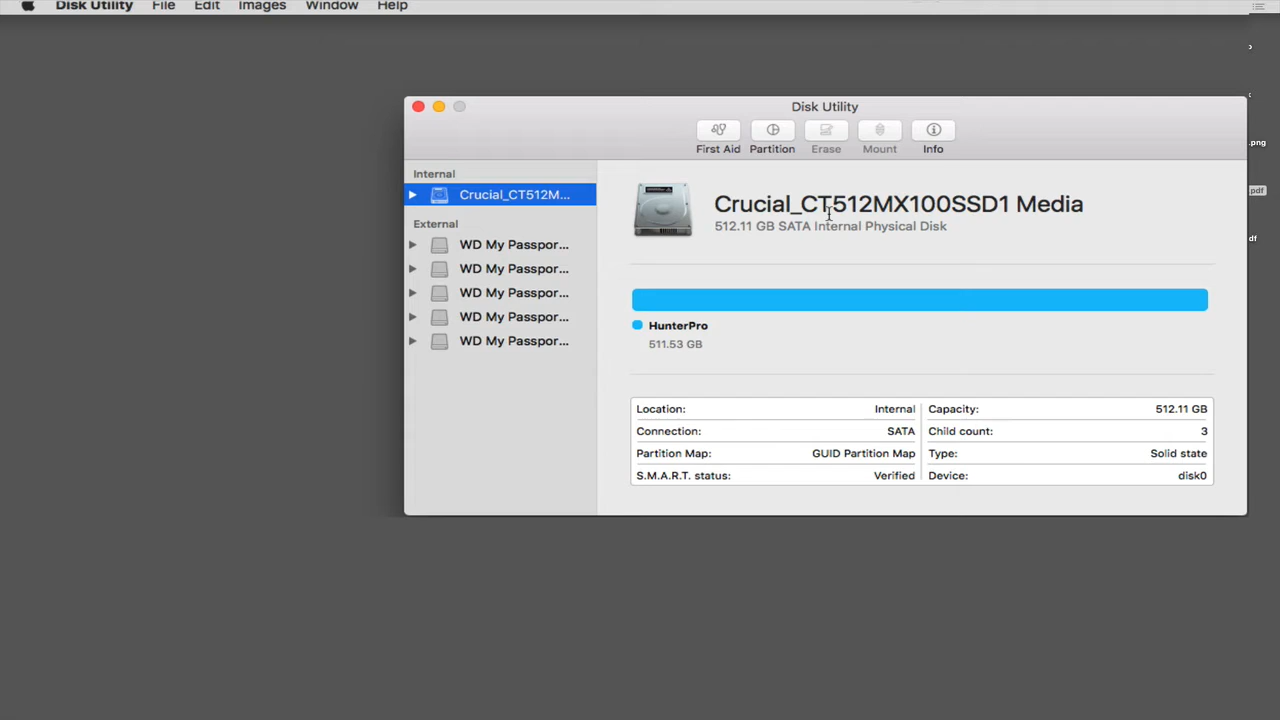 Disk Utility File Edit Images Window Help
Disk Utility
First Aid Partition Erase Mount Info
Internal
Crucial_CT512M...
External
WD My Passpor...
WD My Passpor...
WD My Passpor...
WD My Passpor...
WD My Passpor...
Crucial_CT512MX100SSD1 Media
512.11 GB SATA Internal Physical Disk
HunterPro
511.53 GB
Location: Internal
Connection: SATA
Partition Map: GUID Partition Map
S.M.A.R.T. status: Verified
Capacity: 512.11 GB
Child count: 3
Type: Solid state
Device: disk0
.png
.pdf
df